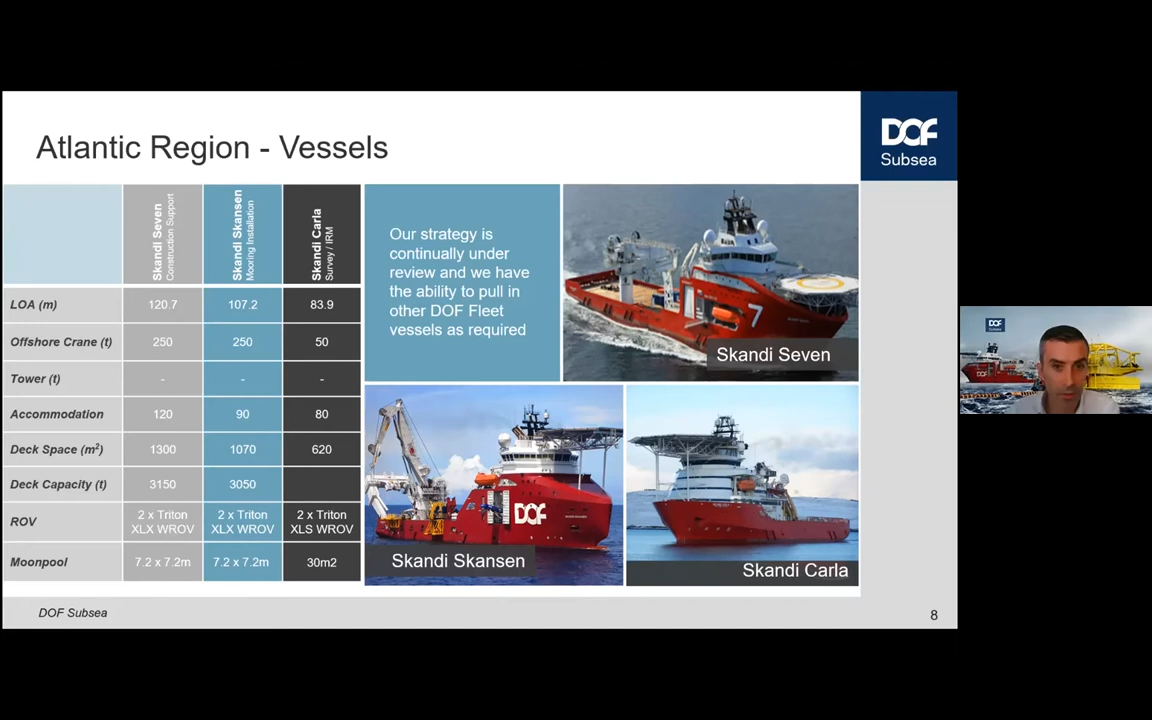 Atlantic Region - Vessels
DOF
Subsea
Skandi Seven
Construction Support
Skandi Skansen
Mooring Installation
Skandi Carla
Survey / IRM
LOA (m) 120.7 107.2 83.9
Offshore Crane (t) 250 250 50
Tower (t) - - -
Accommodation 120 90 80
Deck Space (m²) 1300 1070 620
Deck Capacity (t) 3150 3050
ROV 2 x Triton XLX WROV 2 x Triton XLX WROV 2 x Triton XLS WROV
Moonpool 7.2 x 7.2m 7.2 x 7.2m 30m2
Our strategy is
continually under
review and we have
the ability to pull in
other DOF Fleet
vessels as required
7
Skandi Seven
DOF
Skandi Skansen
Skandi Carla
DOF Subsea
8
DOF